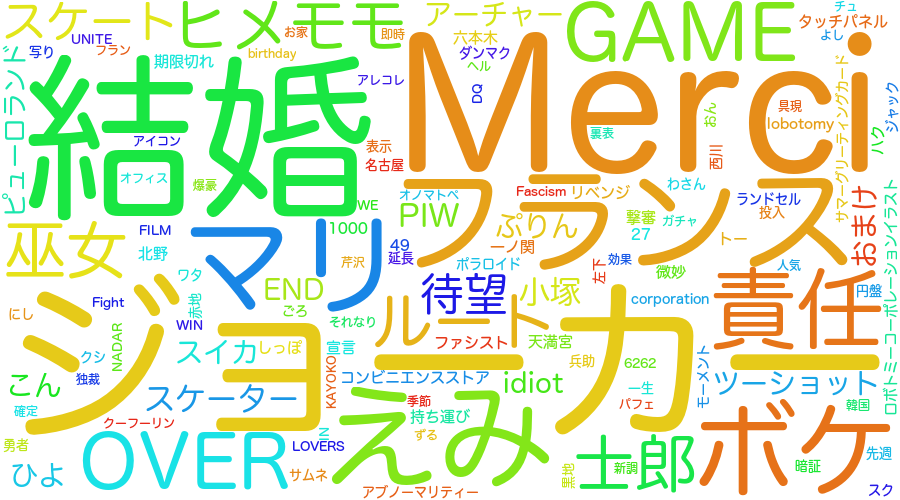 スケート
ヒメモモ
お家
即時
アーチャー
GAME
チュ
タッチパネル
よし
UNITE
写り
フラン
birthday
期限切れ
六本木
ダンマク
ヘル
アレコレ
DQ
Merci
ピューロランド
結婚
アイコン
オフィス
爆豪
表示
名古屋
裏表
具現
lobotomy
おん
西川
サマーグリーティングカード
ハク
ジャック
Fascism
リベンジ
オノマトペ
わさん
ランドセル
投入
ガチャ
撃審
27
トー
おまけ
巫女
FILM
北野
マリ
WE
1000
49
延長
PIW
ぷりん
一ノ関
フランス
ポラロイド
左下
効果
微妙
人気
円盤
ロボトミーコーポレーションイラスト
ワタ
赤地
芹沢
END
ごろ
待望
小塚
corporation
責任
にし
Fight
WIN
NADAR
それなり
ルート
ファシスト
天満宮
ジョーカー
クシ
独裁
スイカ
しっぽ
宣言
KAYOKO
コンビニエンスストア
idiot
兵助
6262
一生
パフェ
モーメント
ツーショット
韓国
こん
確定
クーフーリン
スケーター
季節
持ち運び
ずる
えみ
士郎
新調
黒地
ボケ
先週
暗証
スク
勇者
ひよ
OVER
LOVERS
IN
サムネ
アブノーマリティー